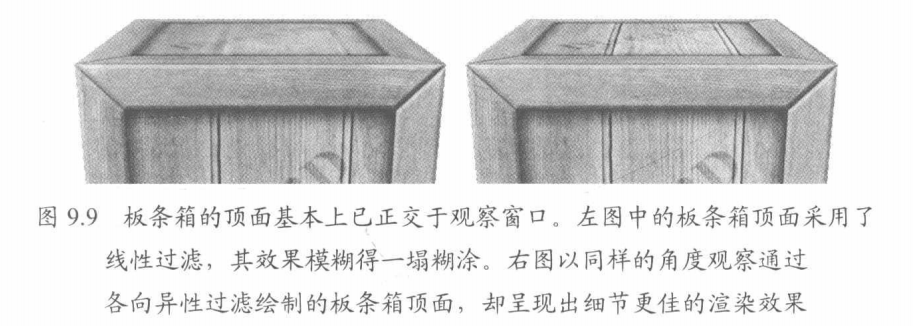 图 9.9 板条箱的顶面基本上已正交于观察窗口。左图中的板条箱顶面采用了
线性过滤，其效果模糊得一塌糊涂。右图以同样的角度观察通过
各向异性过滤绘制的板条箱顶面，却呈现出细节更佳的渲染效果